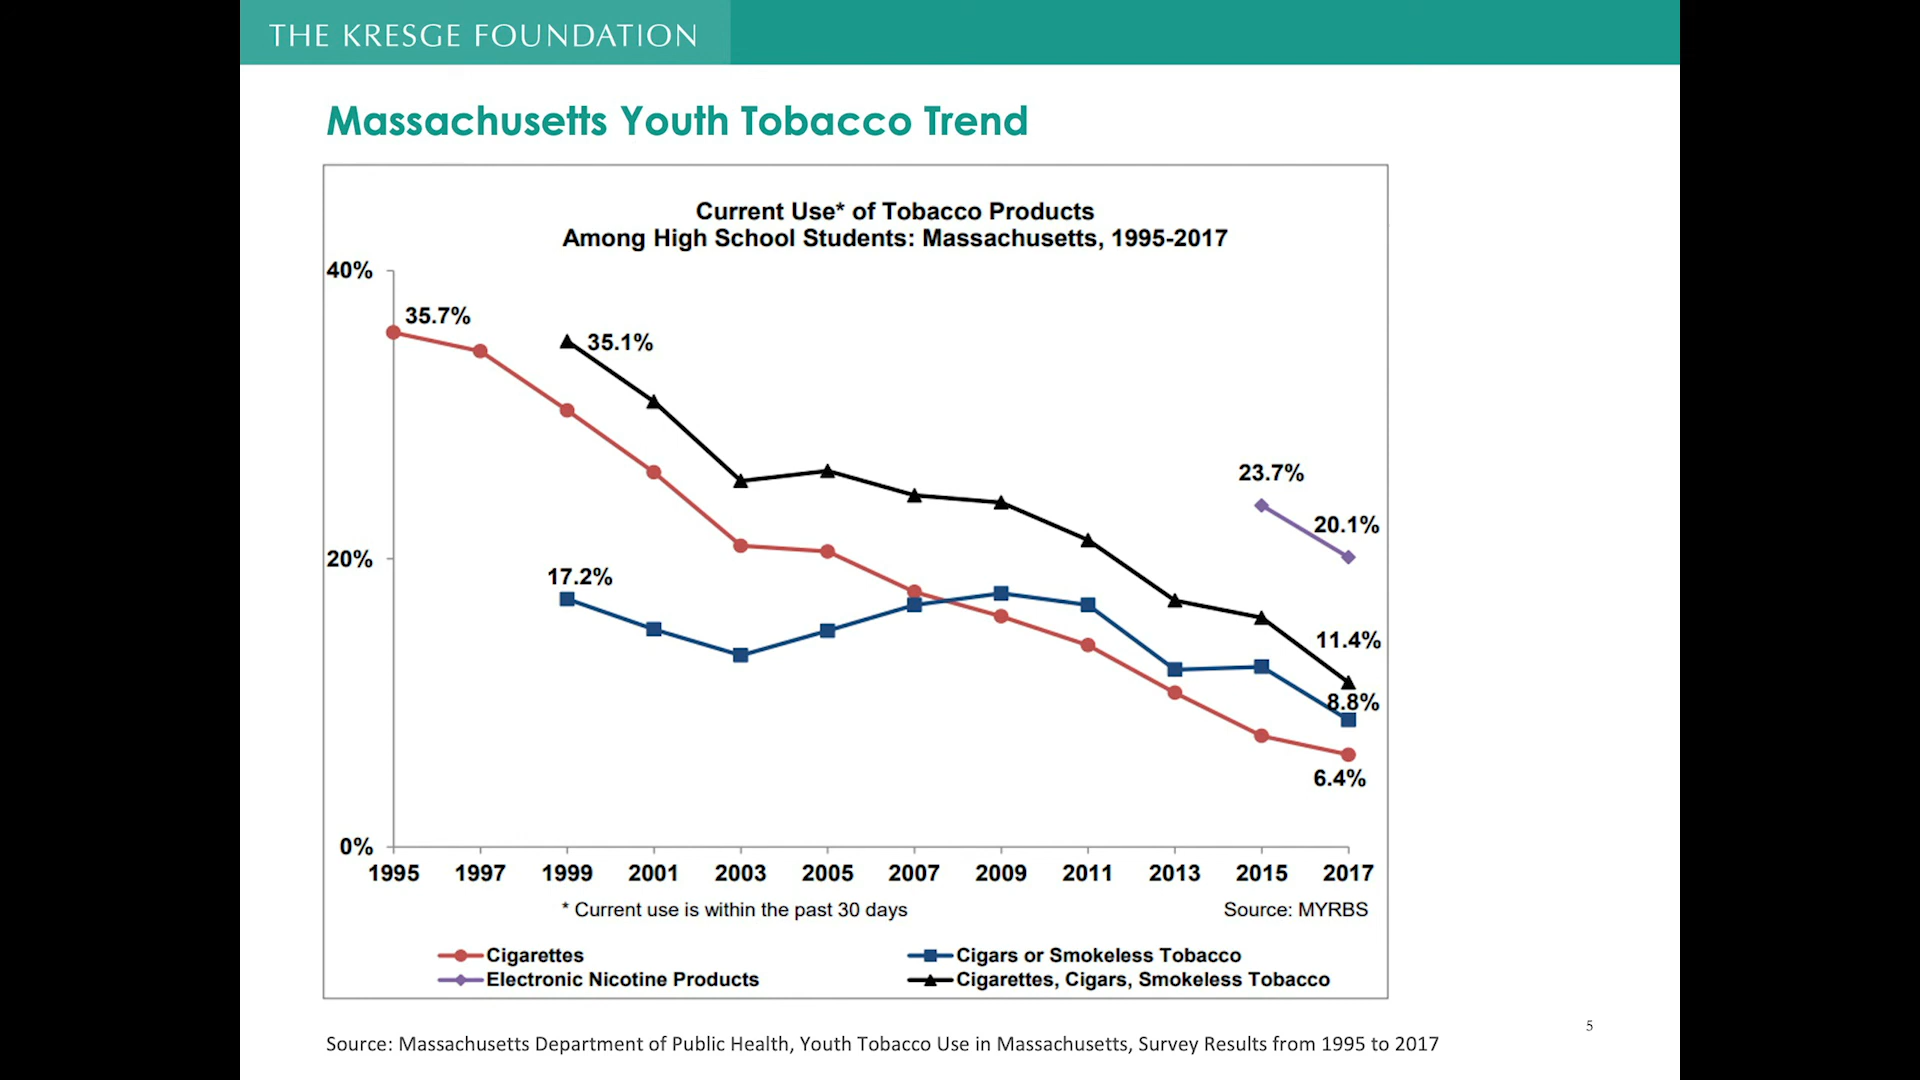 THE KRESGE FOUNDATION
Massachusetts Youth Tobacco Trend
Current Use* of Tobacco Products
Among High School Students: Massachusetts, 1995-2017
40%
35.7%
35.1%
23.7%
20.1%
20%
17.2%
11.4%
8.8%
6.4%
0%
1995 1997 1999 2001 2003 2005 2007 2009 2011 2013 2015 2017
* Current use is within the past 30 days Source: MYRBS
Cigarettes Cigars or Smokeless Tobacco
Electronic Nicotine Products Cigarettes, Cigars, Smokeless Tobacco
5
Source: Massachusetts Department of Public Health, Youth Tobacco Use in Massachusetts, Survey Results from 1995 to 2017